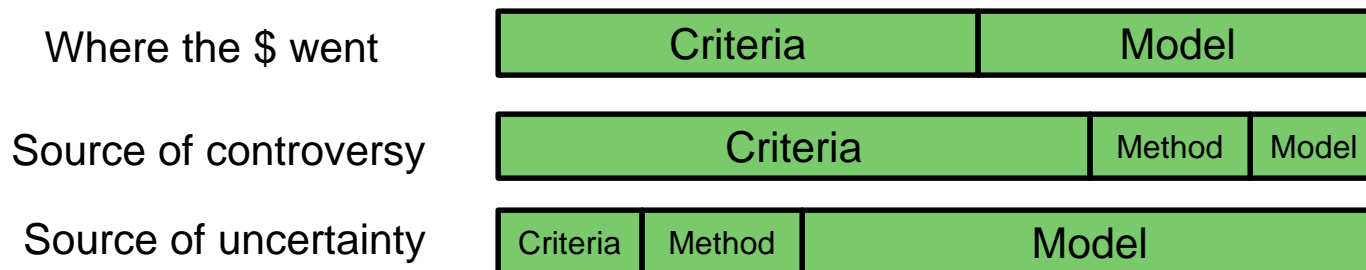 Where the $ went Criteria Model
Source of controversy Criteria Method Model
Source of uncertainty Criteria Method Model